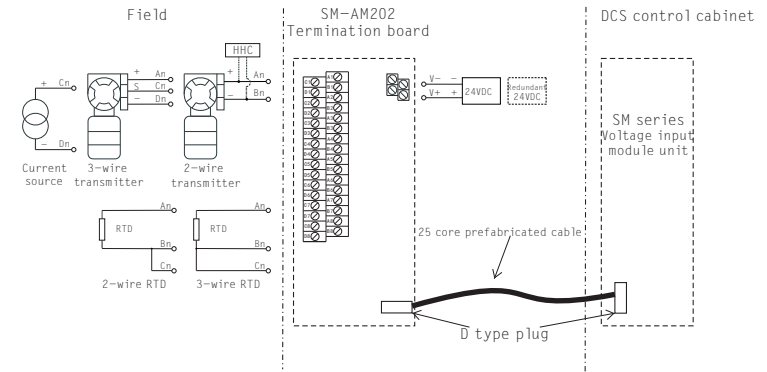 Field
SM-AM202
Termination board
DCS control cabinet
HHC
+ Cn
- Dn
Current
source
+ An
S Cn
- Dn
3-wire
transmitter
+ An
- Bn
2-wire
transmitter
V- -
V+ +
24VDC
Redundant
24VDC
SM series
Voltage input
module unit
An
RTD
Bn
Cn
2-wire RTD
An
RTD
Bn
Cn
3-wire RTD
25 core prefabricated cable
D type plug